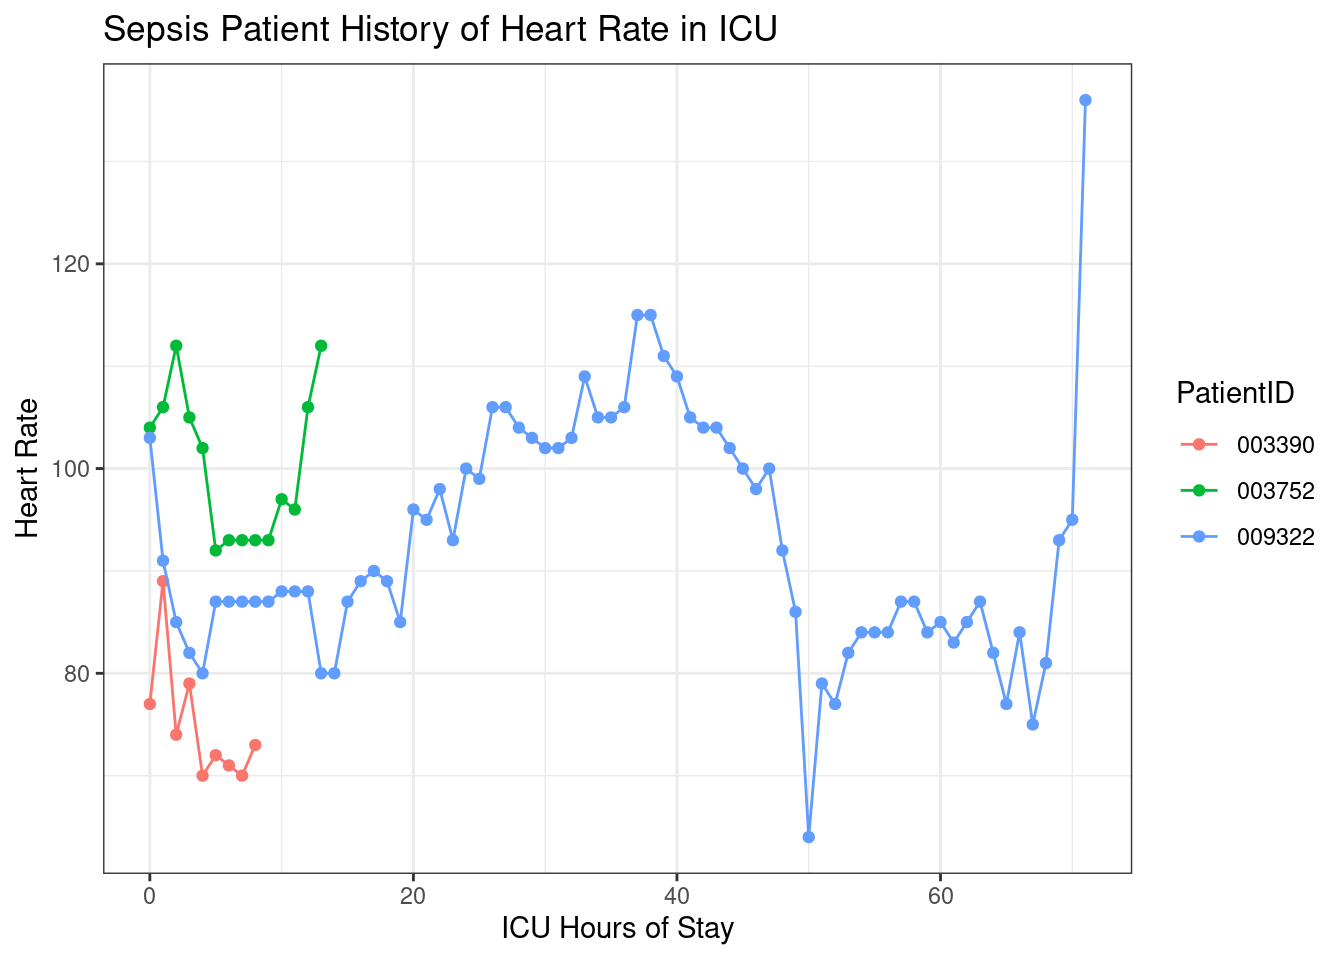 Sepsis Patient History of Heart Rate in ICU
Heart Rate
120
100
80
0
20
40
60
ICU Hours of Stay
PatientID
003390
003752
009322